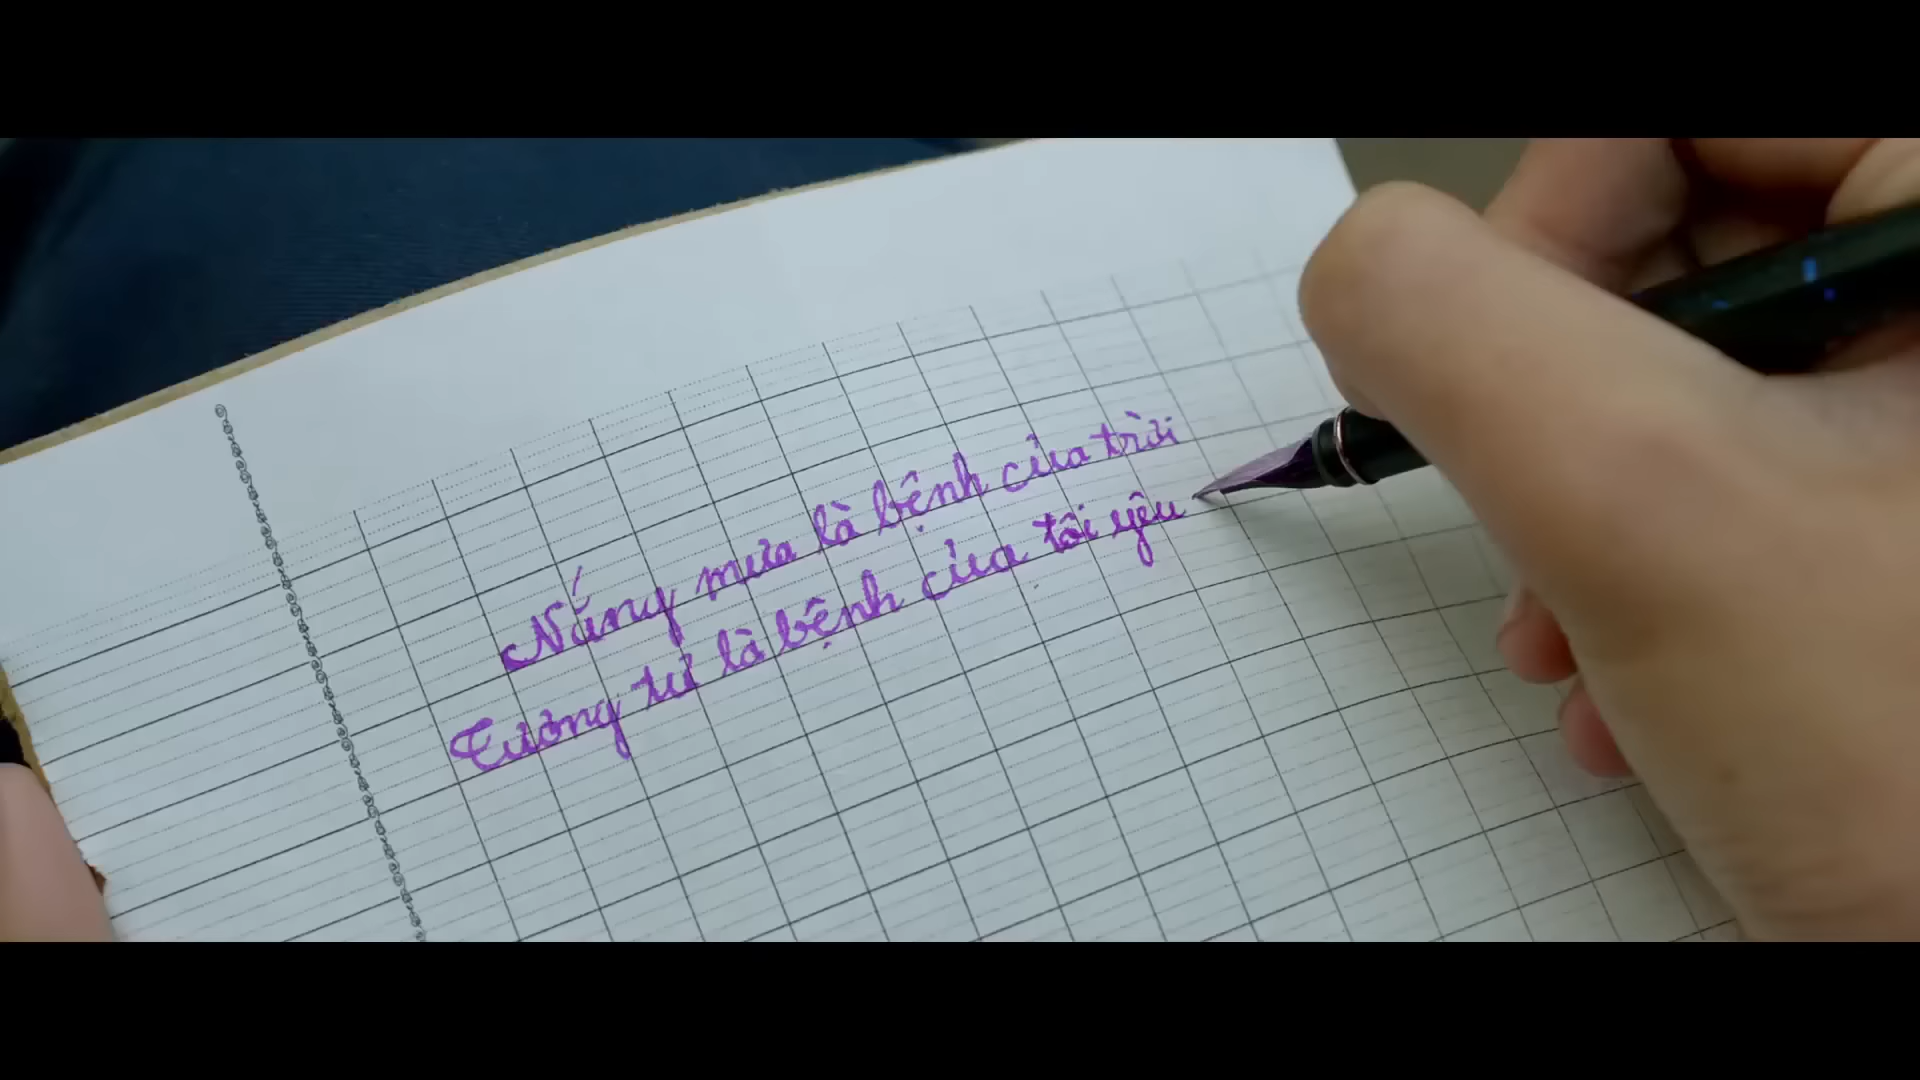 Nắng mưa là bệnh của trời
Tương tư là bệnh của tôi yêu